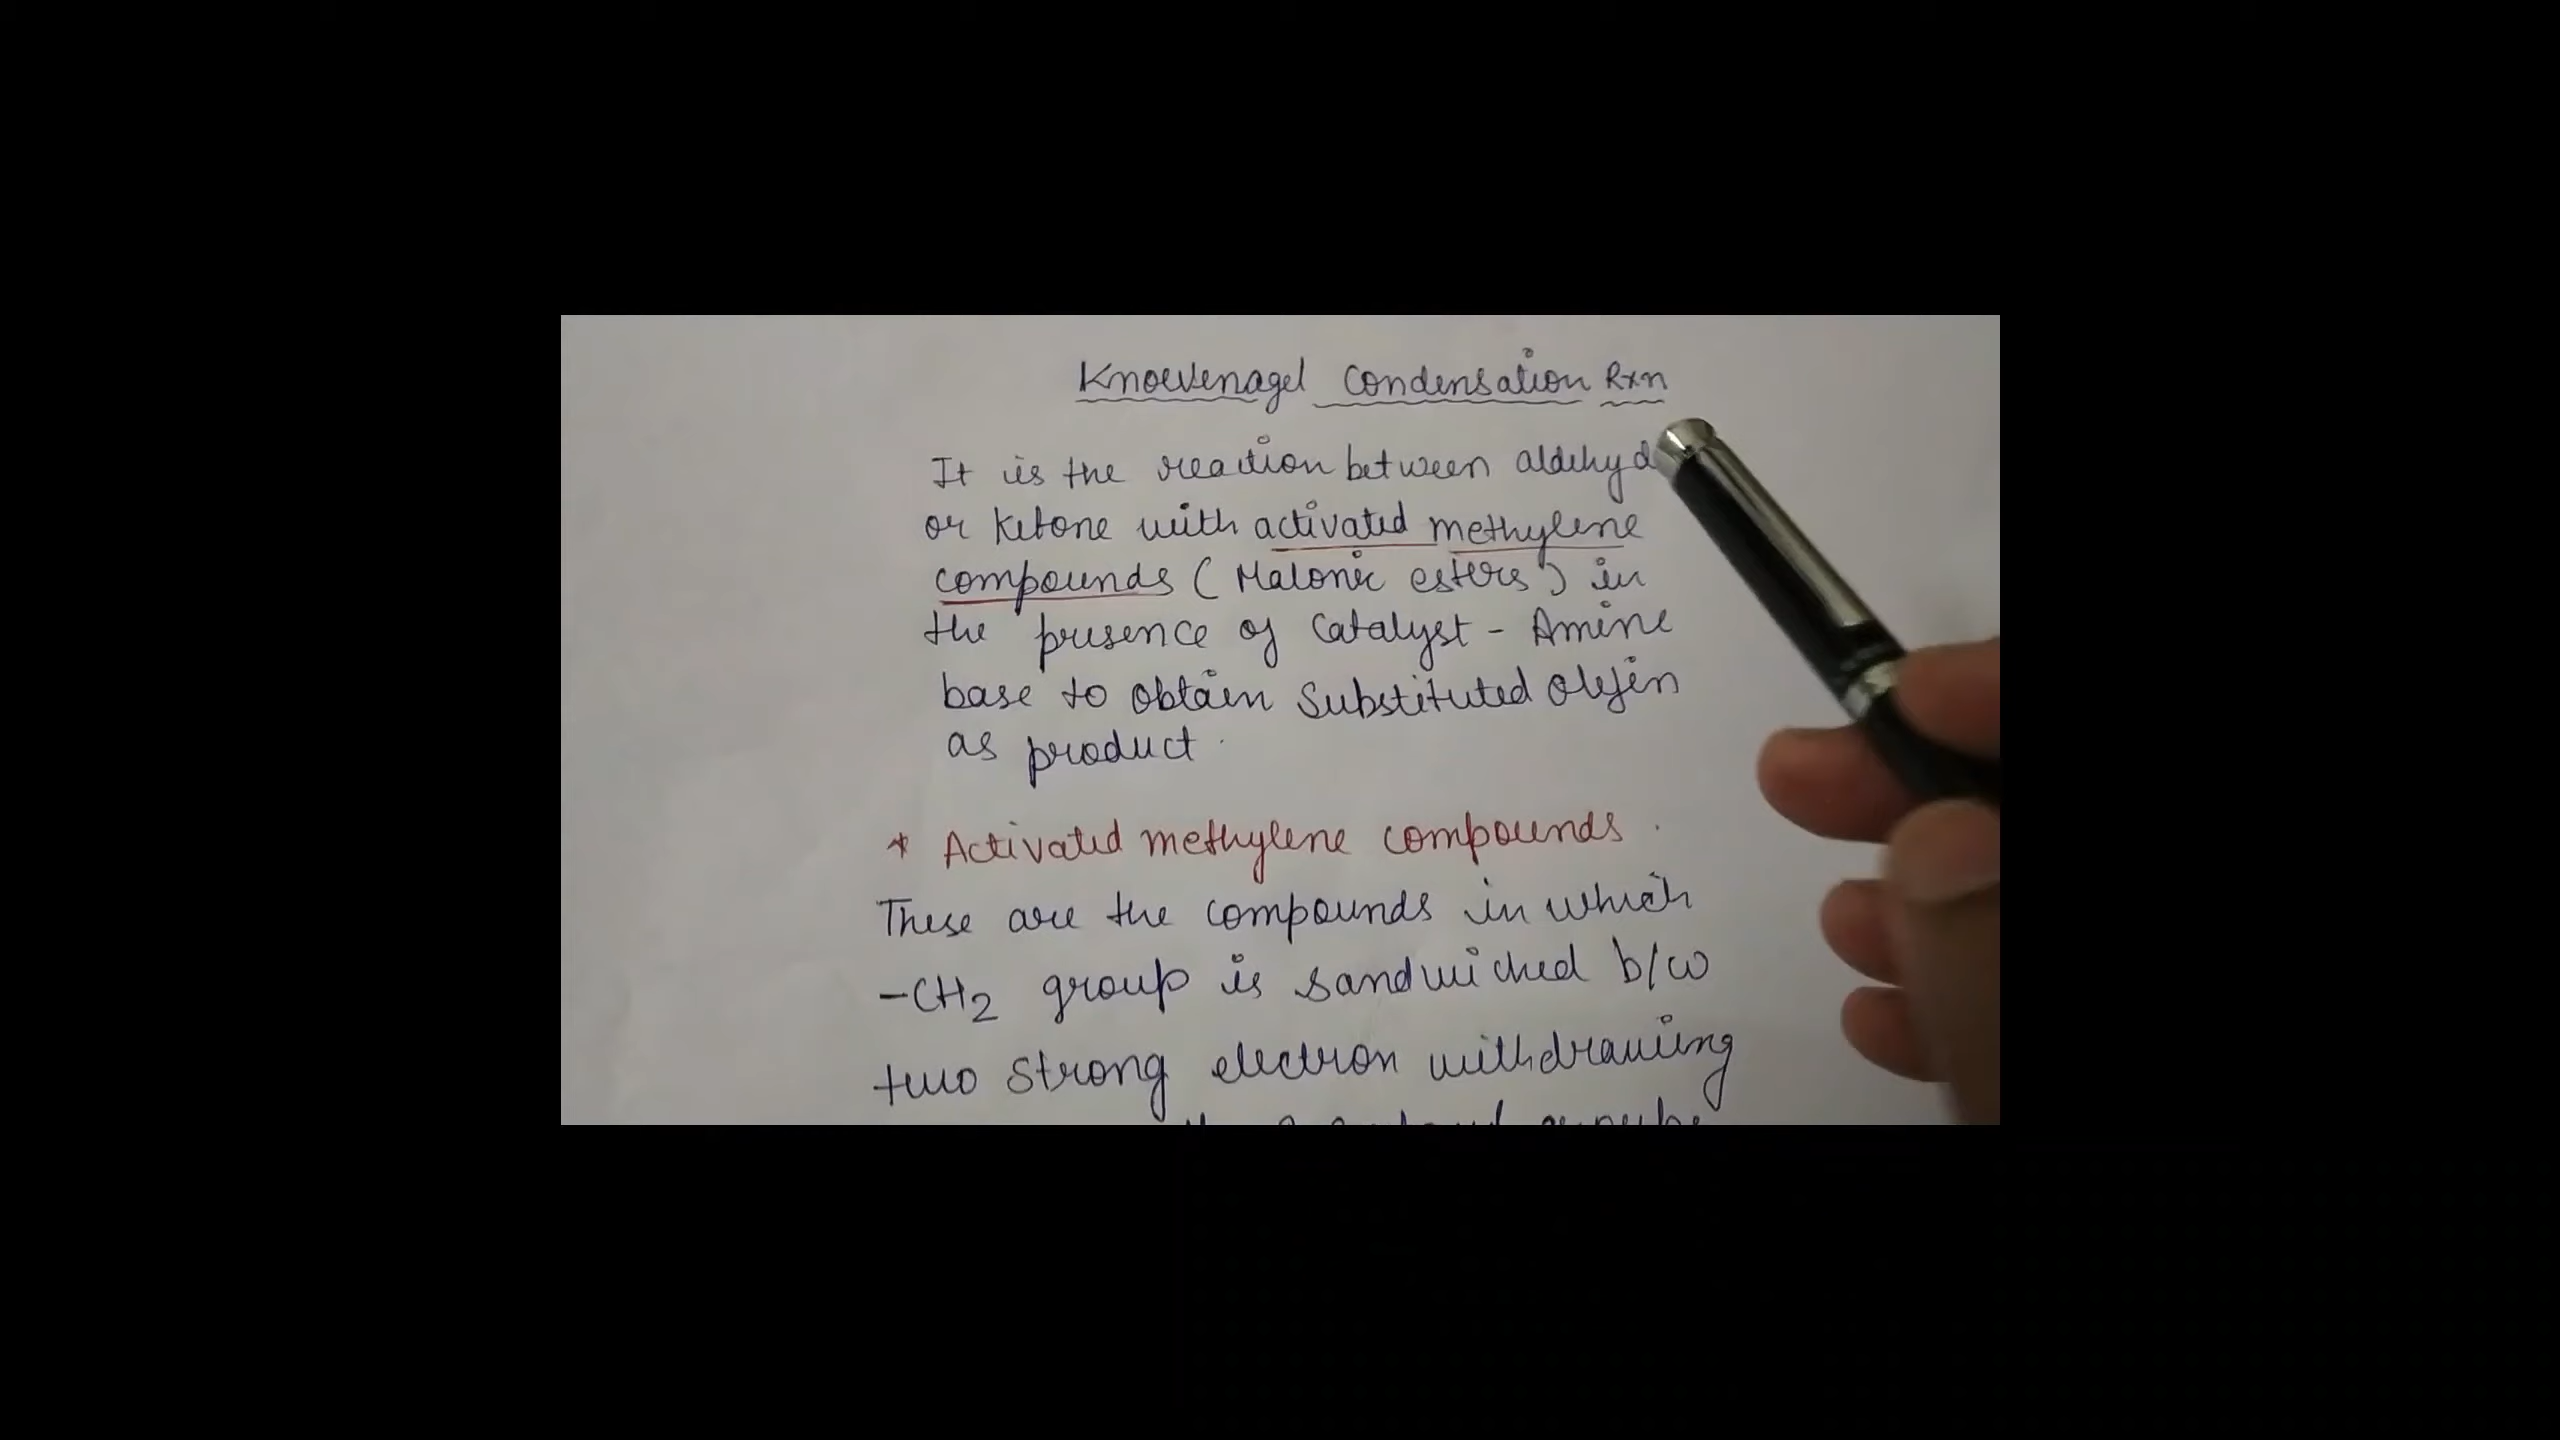 Knoevenagel Condensation Rxn
It is the reaction between aldehyd
or ketone with activated methylene
compounds (Malonic esters) in
the presence of Catalyst - Amine
base to obtain Substituted Olefin
as product.
* Activated methylene compounds.
These are the compounds in which
-CH2 group is sandwiched b/w
two strong electron withdrawing